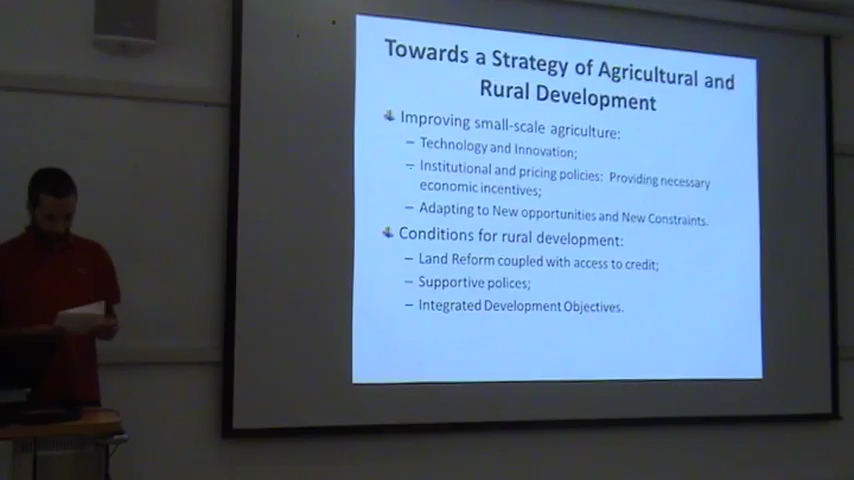 Towards a Strategy of Agricultural and
Rural Development
Improving small-scale agriculture:
– Technology and Innovation;
– Institutional and pricing policies: Providing necessary
economic incentives;
– Adapting to New opportunities and New Constraints.
Conditions for rural development:
– Land Reform coupled with access to credit;
– Supportive polices;
– Integrated Development Objectives.